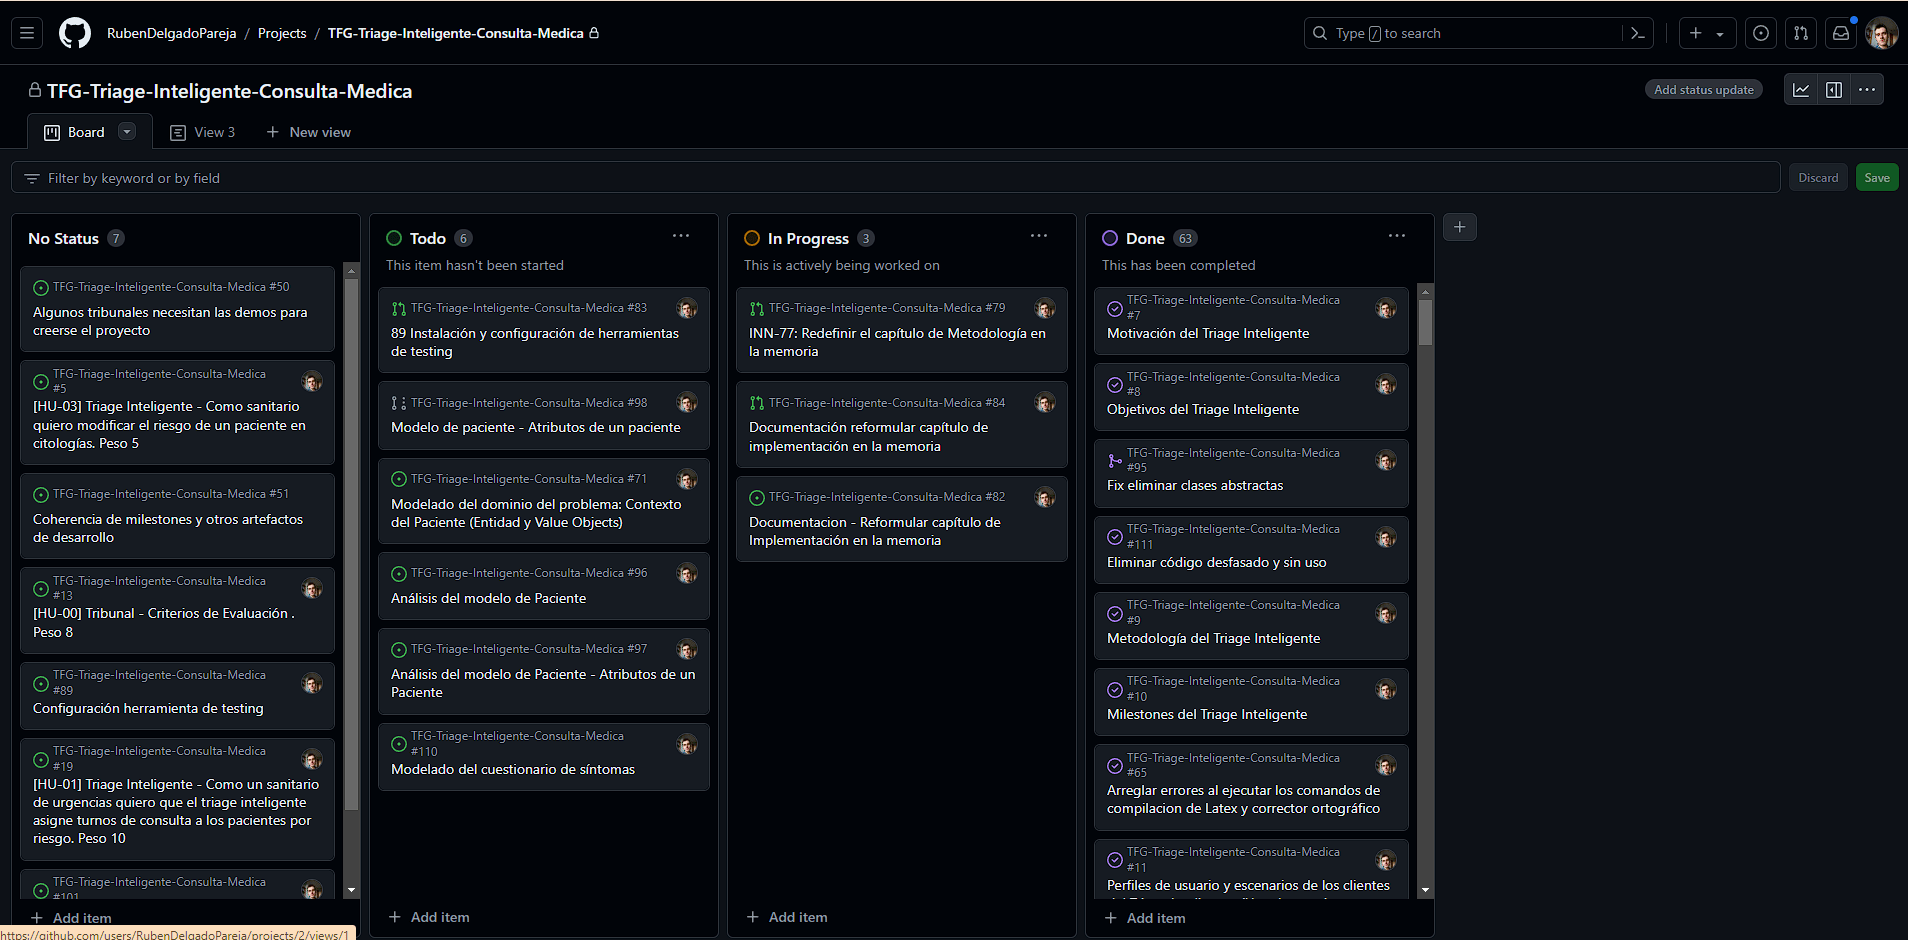 RubenDelgadoPareja / Projects / TFG-Triage-Inteligente-Consulta-Medica
Type / to search
TFG-Triage-Inteligente-Consulta-Medica
Add status update
Board
View 3
New view
Filter by keyword or by field
Discard
Save
No Status 7
TFG-Triage-Inteligente-Consulta-Medica #50
Algunos tribunales necesitan las demos para
creerse el proyecto
TFG-Triage-Inteligente-Consulta-Medica
#5
[HU-03] Triage Inteligente - Como sanitario
quiero modificar el riesgo de un paciente en
citologías. Peso 5
TFG-Triage-Inteligente-Consulta-Medica #51
Coherencia de milestones y otros artefactos
de desarrollo
TFG-Triage-Inteligente-Consulta-Medica
#13
[HU-00] Tribunal - Criterios de Evaluación .
Peso 8
TFG-Triage-Inteligente-Consulta-Medica
#89
Configuración herramienta de testing
TFG-Triage-Inteligente-Consulta-Medica
#19
[HU-01] Triage Inteligente - Como un sanitario
de urgencias quiero que el triage inteligente
asigne turnos de consulta a los pacientes por
riesgo. Peso 10
TFG-Triage-Inteligente-Consulta-Medica
#101
Add item
Todo 6
This item hasn't been started
TFG-Triage-Inteligente-Consulta-Medica #83
89 Instalación y configuración de herramientas
de testing
TFG-Triage-Inteligente-Consulta-Medica #98
Modelo de paciente - Atributos de un paciente
TFG-Triage-Inteligente-Consulta-Medica #71
Modelado del dominio del problema: Contexto
del Paciente (Entidad y Value Objects)
TFG-Triage-Inteligente-Consulta-Medica #96
Análisis del modelo de Paciente
TFG-Triage-Inteligente-Consulta-Medica #97
Análisis del modelo de Paciente - Atributos de un
Paciente
TFG-Triage-Inteligente-Consulta-Medica
#110
Modelado del cuestionario de síntomas
Add item
In Progress 3
This is actively being worked on
TFG-Triage-Inteligente-Consulta-Medica #79
INN-77: Redefinir el capítulo de Metodología en
la memoria
TFG-Triage-Inteligente-Consulta-Medica #84
Documentación reformular capítulo de
implementación en la memoria
TFG-Triage-Inteligente-Consulta-Medica #82
Documentacion - Reformular capítulo de
Implementación en la memoria
Add item
Done 63
This has been completed
TFG-Triage-Inteligente-Consulta-Medica
#7
Motivación del Triage Inteligente
TFG-Triage-Inteligente-Consulta-Medica
#8
Objetivos del Triage Inteligente
TFG-Triage-Inteligente-Consulta-Medica
#95
Fix eliminar clases abstractas
TFG-Triage-Inteligente-Consulta-Medica
#111
Eliminar código desfasado y sin uso
TFG-Triage-Inteligente-Consulta-Medica
#9
Metodología del Triage Inteligente
TFG-Triage-Inteligente-Consulta-Medica
#10
Milestones del Triage Inteligente
TFG-Triage-Inteligente-Consulta-Medica
#65
Arreglar errores al ejecutar los comandos de
compilacion de Latex y corrector ortográfico
TFG-Triage-Inteligente-Consulta-Medica
#11
Perfiles de usuario y escenarios de los clientes
Add item
https://github.com/users/RubenDelgadoPareja/projects/2/views/1